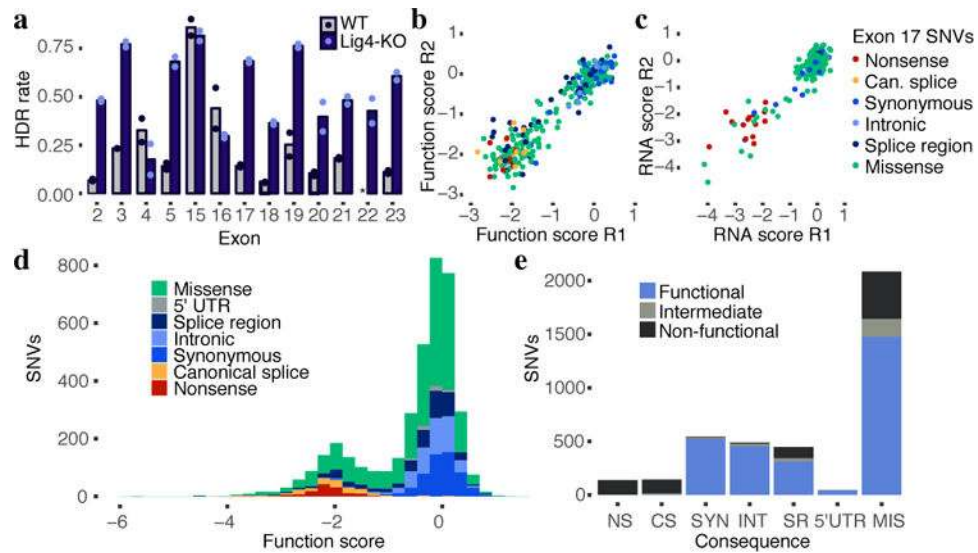 a
HDR rate
0.75
0.50
0.25
0.00
WT
Lig4-KO
*
2 3 4 5 15 16 17 18 19 20 21 22 23
Exon
b
Function score R2
1
0
−1
−2
−3
−3 −2 −1 0 1
Function score R1
c
RNA score R2
1
0
−1
−2
−3
−4
−4 −3 −2 −1 0 1
RNA score R1
Exon 17 SNVs
Nonsense
Can. splice
Synonymous
Intronic
Splice region
Missense
d
SNVs
800
600
400
200
0
Missense
5' UTR
Splice region
Intronic
Synonymous
Canonical splice
Nonsense
−6 −4 −2 0
Function score
e
SNVs
2000
1500
1000
500
0
Functional
Intermediate
Non-functional
NS CS SYN INT SR 5'UTR MIS
Consequence